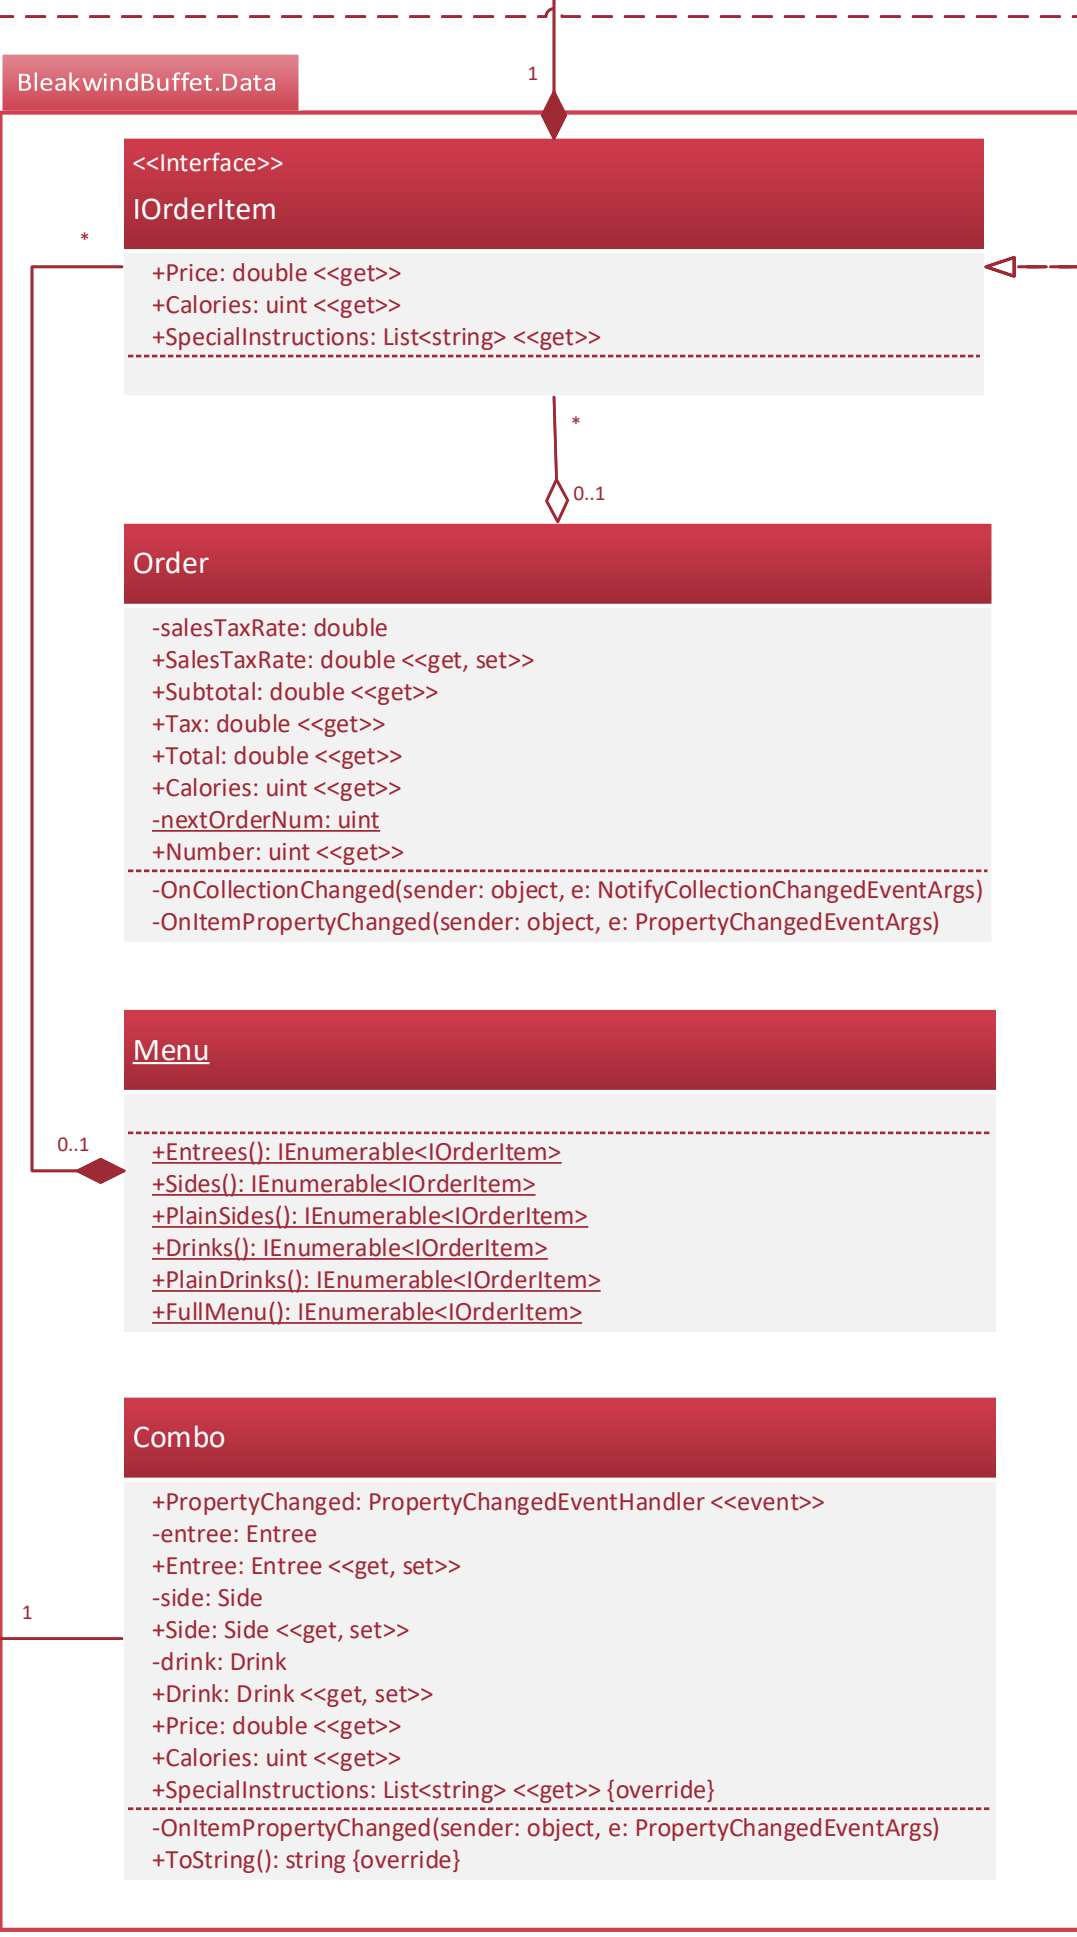 1
BleakwindBuffet.Data
<<Interface>>
IOrderItem
*
+Price: double <<get>>
+Calories: uint <<get>>
+SpecialInstructions: List<string> <<get>>
*
0..1
Order
-salesTaxRate: double
+SalesTaxRate: double <<get, set>>
+Subtotal: double <<get>>
+Tax: double <<get>>
+Total: double <<get>>
+Calories: uint <<get>>
-nextOrderNum: uint
+Number: uint <<get>>
-OnCollectionChanged(sender: object, e: NotifyCollectionChangedEventArgs)
-OnItemPropertyChanged(sender: object, e: PropertyChangedEventArgs)
Menu
0..1
+Entrees(): IEnumerable<IOrderItem>
+Sides(): IEnumerable<IOrderItem>
+PlainSides(): IEnumerable<IOrderItem>
+Drinks(): IEnumerable<IOrderItem>
+PlainDrinks(): IEnumerable<IOrderItem>
+FullMenu(): IEnumerable<IOrderItem>
Combo
+PropertyChanged: PropertyChangedEventHandler <<event>>
-entree: Entree
+Entree: Entree <<get, set>>
-side: Side
1
+Side: Side <<get, set>>
-drink: Drink
+Drink: Drink <<get, set>>
+Price: double <<get>>
+Calories: uint <<get>>
+SpecialInstructions: List<string> <<get>> {override}
-OnItemPropertyChanged(sender: object, e: PropertyChangedEventArgs)
+ToString(): string {override}